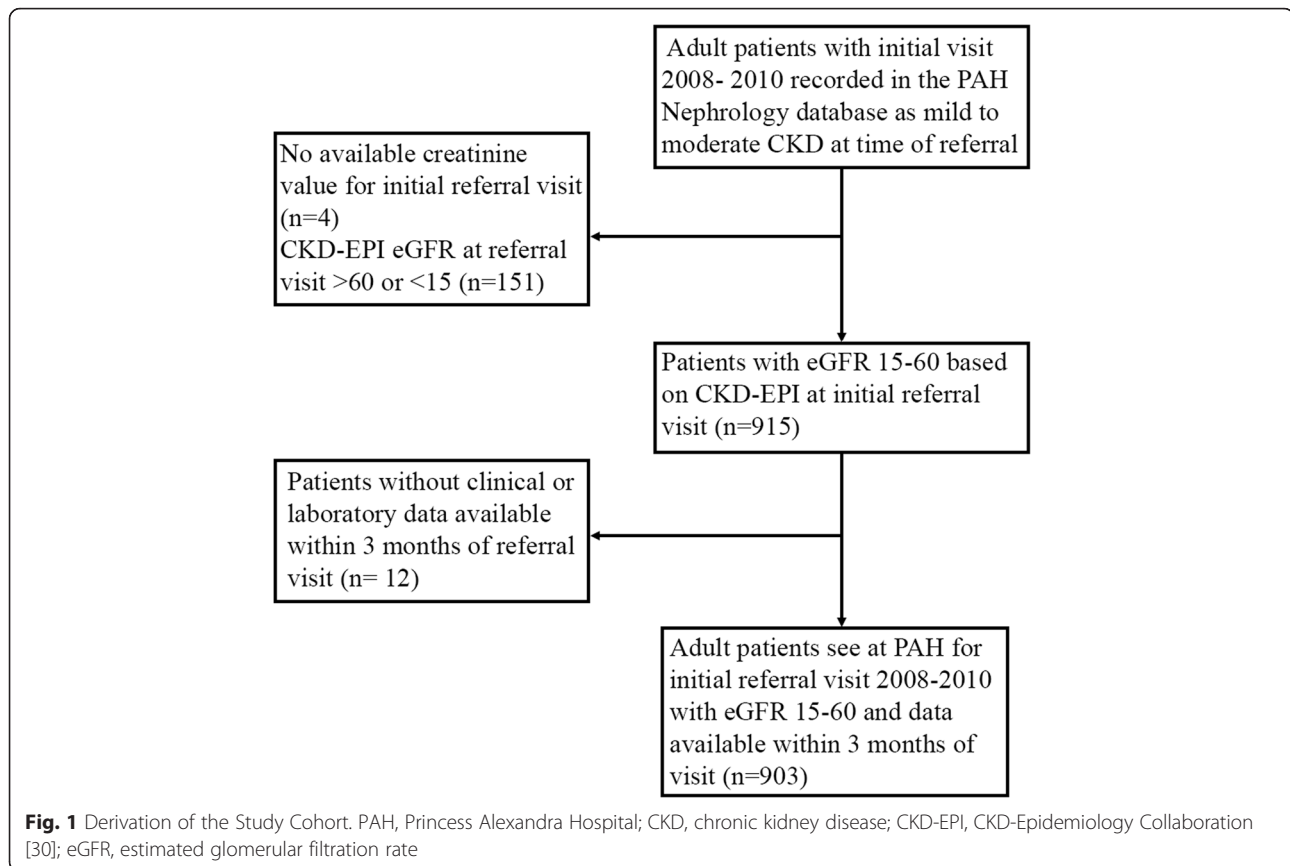 Adult patients with initial visit
2008- 2010 recorded in the PAH
Nephrology database as mild to
moderate CKD at time of referral
No available creatinine
value for initial referral visit
(n=4)
CKD-EPI eGFR at referral
visit >60 or <15 (n=151)
Patients with eGFR 15-60 based
on CKD-EPI at initial referral
visit (n=915)
Patients without clinical or
laboratory data available
within 3 months of referral
visit (n= 12)
Adult patients see at PAH for
initial referral visit 2008-2010
with eGFR 15-60 and data
available within 3 months of
visit (n=903)
Fig. 1 Derivation of the Study Cohort. PAH, Princess Alexandra Hospital; CKD, chronic kidney disease; CKD-EPI, CKD-Epidemiology Collaboration
[30]; eGFR, estimated glomerular filtration rate